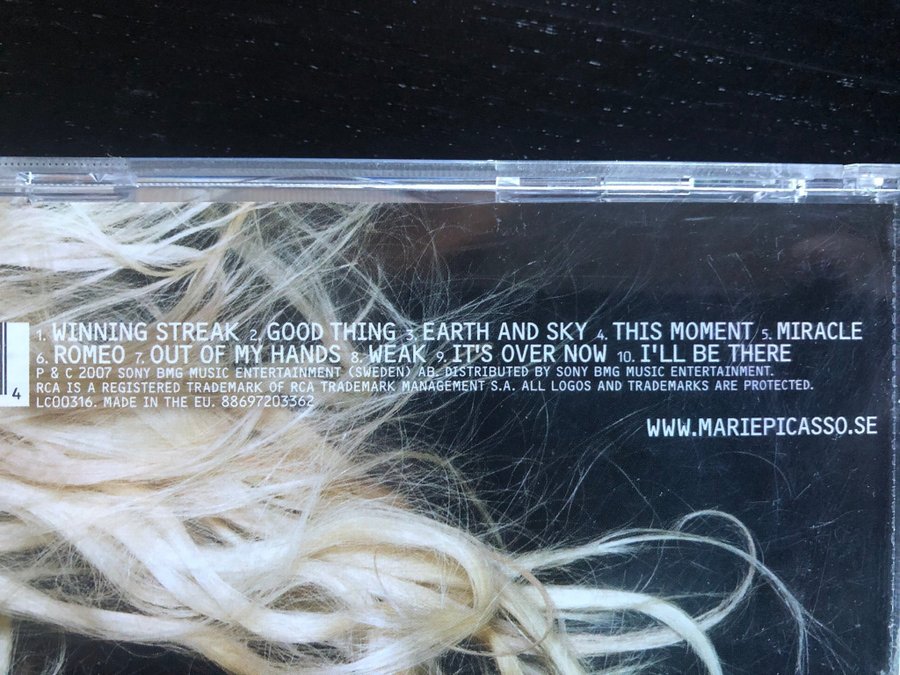 1. WINNING STREAK 2. GOOD THING 3. EARTH AND SKY 4. THIS MOMENT 5. MIRACLE
6. ROMEO 7. OUT OF MY HANDS 8. WEAK 9. IT'S OVER NOW 10. I'LL BE THERE
P & C 2007 SONY BMG MUSIC ENTERTAINMENT (SWEDEN) AB. DISTRIBUTED BY SONY BMG MUSIC ENTERTAINMENT.
RCA IS A REGISTERED TRADEMARK OF RCA TRADEMARK MANAGEMENT S.A. ALL LOGOS AND TRADEMARKS ARE PROTECTED.
4
LC00316. MADE IN THE EU. 88697203362
WWW.MARIEPICASSO.SE